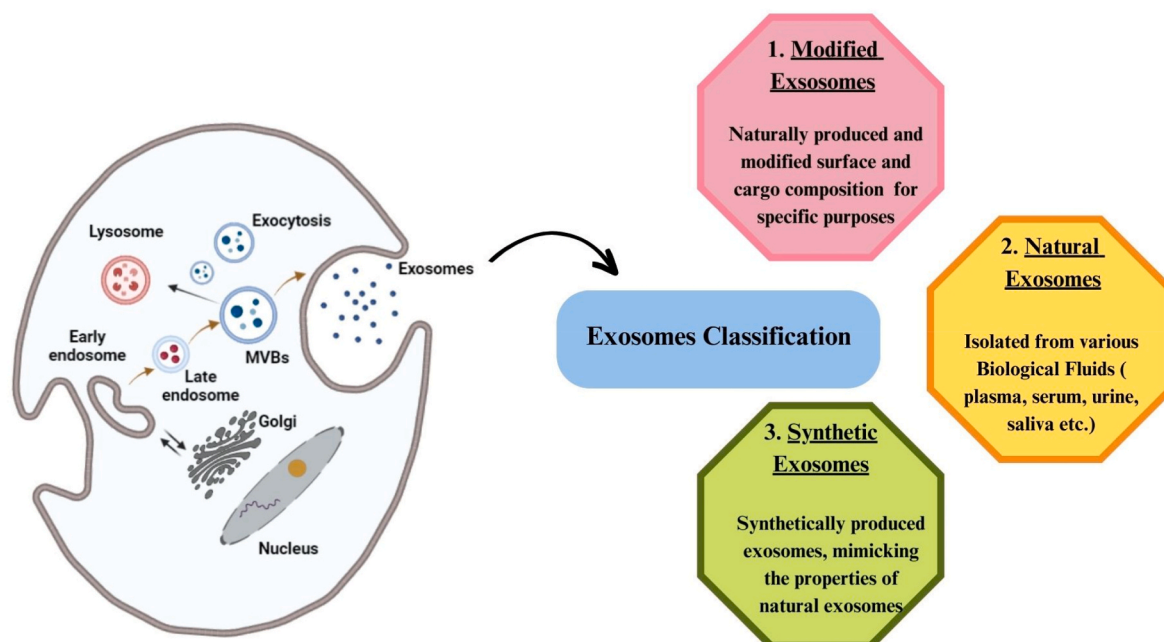 Lysosome
Exocytosis
Exosomes
Early
endosome
MVBs
Late
endosome
Golgi
Nucleus
Exosomes Classification
1. Modified
Exsosomes
Naturally produced and
modified surface and
cargo composition for
specific purposes
2. Natural
Exosomes
Isolated from various
Biological Fluids (
plasma, serum, urine,
saliva etc.)
3. Synthetic
Exosomes
Synthetically produced
exosomes, mimicking
the properties of
natural exosomes